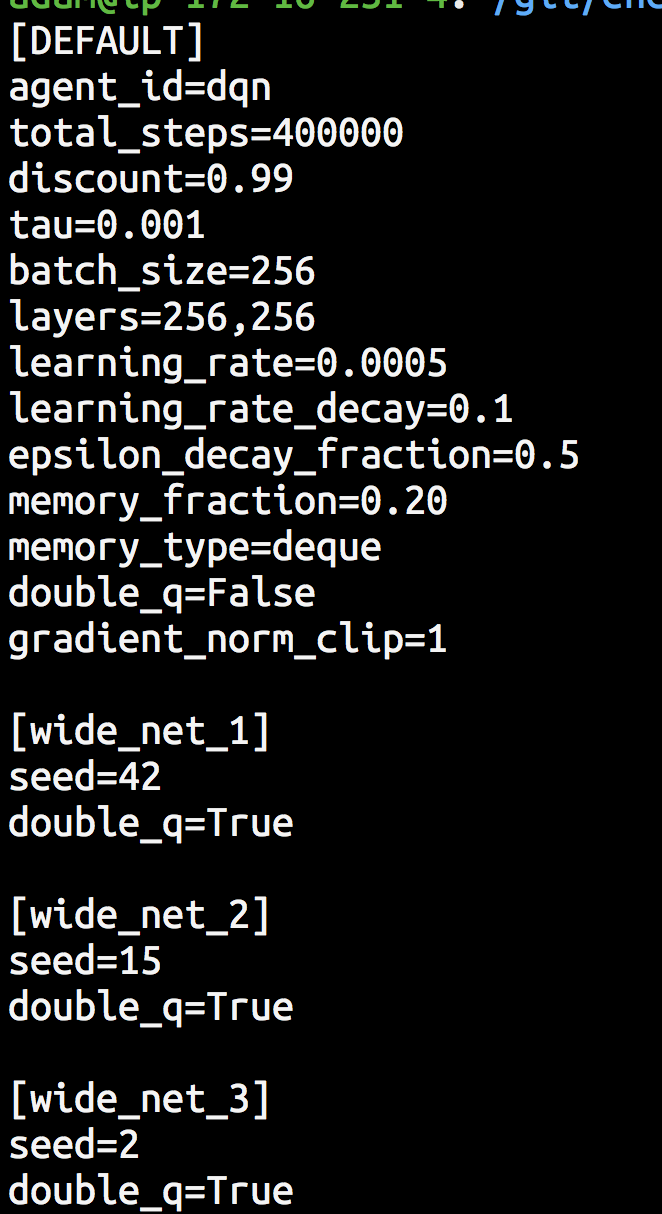 [DEFAULT]
agent_id=dqn
total_steps=400000
discount=0.99
tau=0.001
batch_size=256
layers=256,256
learning_rate=0.0005
learning_rate_decay=0.1
epsilon_decay_fraction=0.5
memory_fraction=0.20
memory_type=deque
double_q=False
gradient_norm_clip=1

[wide_net_1]
seed=42
double_q=True

[wide_net_2]
seed=15
double_q=True

[wide_net_3]
seed=2
double_q=True